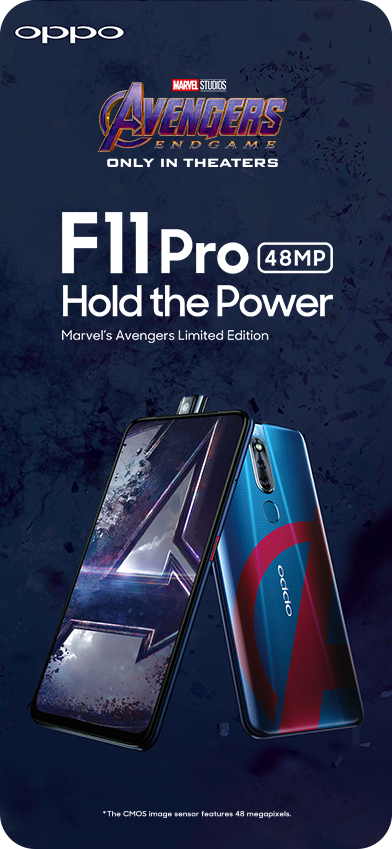 oppo
MARVEL STUDIOS
AVENGERS
ENDGAME
ONLY IN THEATERS
F11 Pro 48MP
Hold the Power
Marvel's Avengers Limited Edition
oppo
*The CMOS image sensor features 48 megapixels.